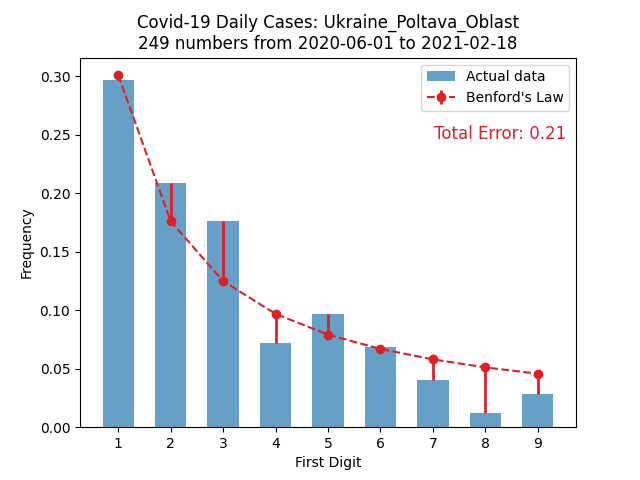 Covid-19 Daily Cases: Ukraine_Poltava_Oblast
249 numbers from 2020-06-01 to 2021-02-18
Actual data
Benford's Law
Total Error: 0.21
Frequency
0.30
0.25
0.20
0.15
0.10
0.05
0.00
1 2 3 4 5 6 7 8 9
First Digit